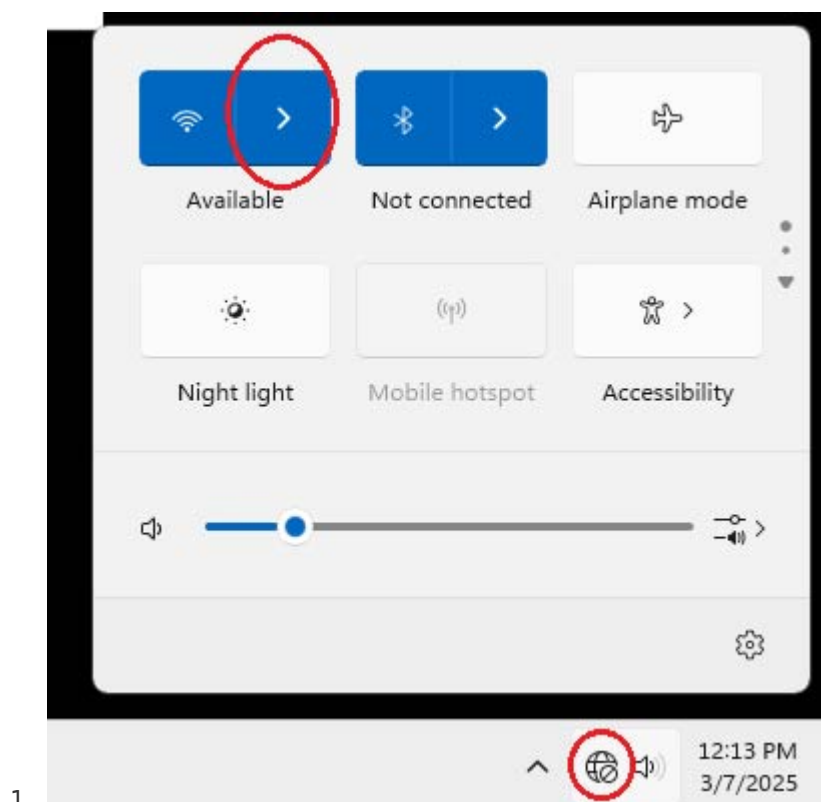 Available
Not connected
Airplane mode
Night light
Mobile hotspot
Accessibility
12:13 PM
3/7/2025
1